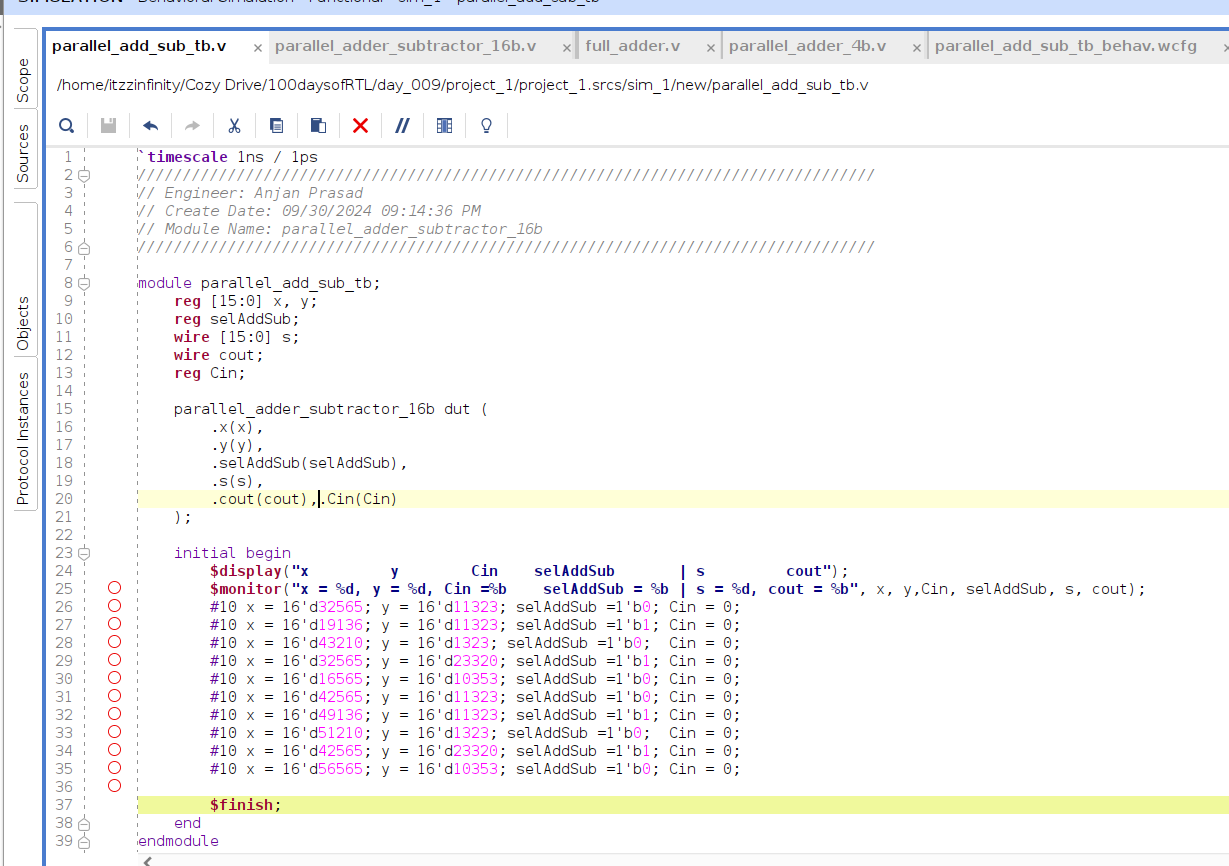 SIMULATION - Behavioral Simulation - Functional - sim_1 - parallel_add_sub_tb
parallel_add_sub_tb.v × parallel_adder_subtractor_16b.v × full_adder.v × parallel_adder_4b.v × parallel_add_sub_tb_behav.wcfg ×
/home/itzzinfinity/Cozy Drive/100daysofRTL/day_009/project_1/project_1.srcs/sim_1/new/parallel_add_sub_tb.v
Scope
Sources
Objects
Protocol Instances
1 `timescale 1ns / 1ps
2 //////////////////////////////////////////////////////////////////////////////////
3 // Engineer: Anjan Prasad
4 // Create Date: 09/30/2024 09:14:36 PM
5 // Module Name: parallel_adder_subtractor_16b
6 //////////////////////////////////////////////////////////////////////////////////
7
8 module parallel_add_sub_tb;
9 reg [15:0] x, y;
10 reg selAddSub;
11 wire [15:0] s;
12 wire cout;
13 reg Cin;
14
15 parallel_adder_subtractor_16b dut (
16 .x(x),
17 .y(y),
18 .selAddSub(selAddSub),
19 .s(s),
20 .cout(cout),.Cin(Cin)
21 );
22
23 initial begin
24 $display("x         y        Cin    selAddSub       | s         cout");
25 $monitor("x = %d, y = %d, Cin =%b    selAddSub = %b | s = %d, cout = %b", x, y,Cin, selAddSub, s, cout);
26 #10 x = 16'd32565; y = 16'd11323; selAddSub =1'b0; Cin = 0;
27 #10 x = 16'd19136; y = 16'd11323; selAddSub =1'b1; Cin = 0;
28 #10 x = 16'd43210; y = 16'd1323; selAddSub =1'b0;  Cin = 0;
29 #10 x = 16'd32565; y = 16'd23320; selAddSub =1'b1; Cin = 0;
30 #10 x = 16'd16565; y = 16'd10353; selAddSub =1'b0; Cin = 0;
31 #10 x = 16'd42565; y = 16'd11323; selAddSub =1'b0; Cin = 0;
32 #10 x = 16'd49136; y = 16'd11323; selAddSub =1'b1; Cin = 0;
33 #10 x = 16'd51210; y = 16'd1323; selAddSub =1'b0;  Cin = 0;
34 #10 x = 16'd42565; y = 16'd23320; selAddSub =1'b1; Cin = 0;
35 #10 x = 16'd56565; y = 16'd10353; selAddSub =1'b0; Cin = 0;
36
37 $finish;
38 end
39 endmodule